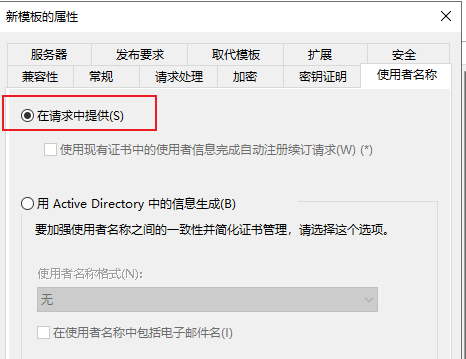 新模板的属性
服务器 发布要求 取代模板 扩展 安全
兼容性 常规 请求处理 加密 密钥证明 使用者名称
在请求中提供(S)
使用现有证书中的使用者信息完成自动注册续订请求(W) (*)
用 Active Directory 中的信息生成(B)
要加强使用者名称之间的一致性并简化证书管理，请选择这个选项。
使用者名称格式(N):
无
在使用者名称中包括电子邮件名(I)